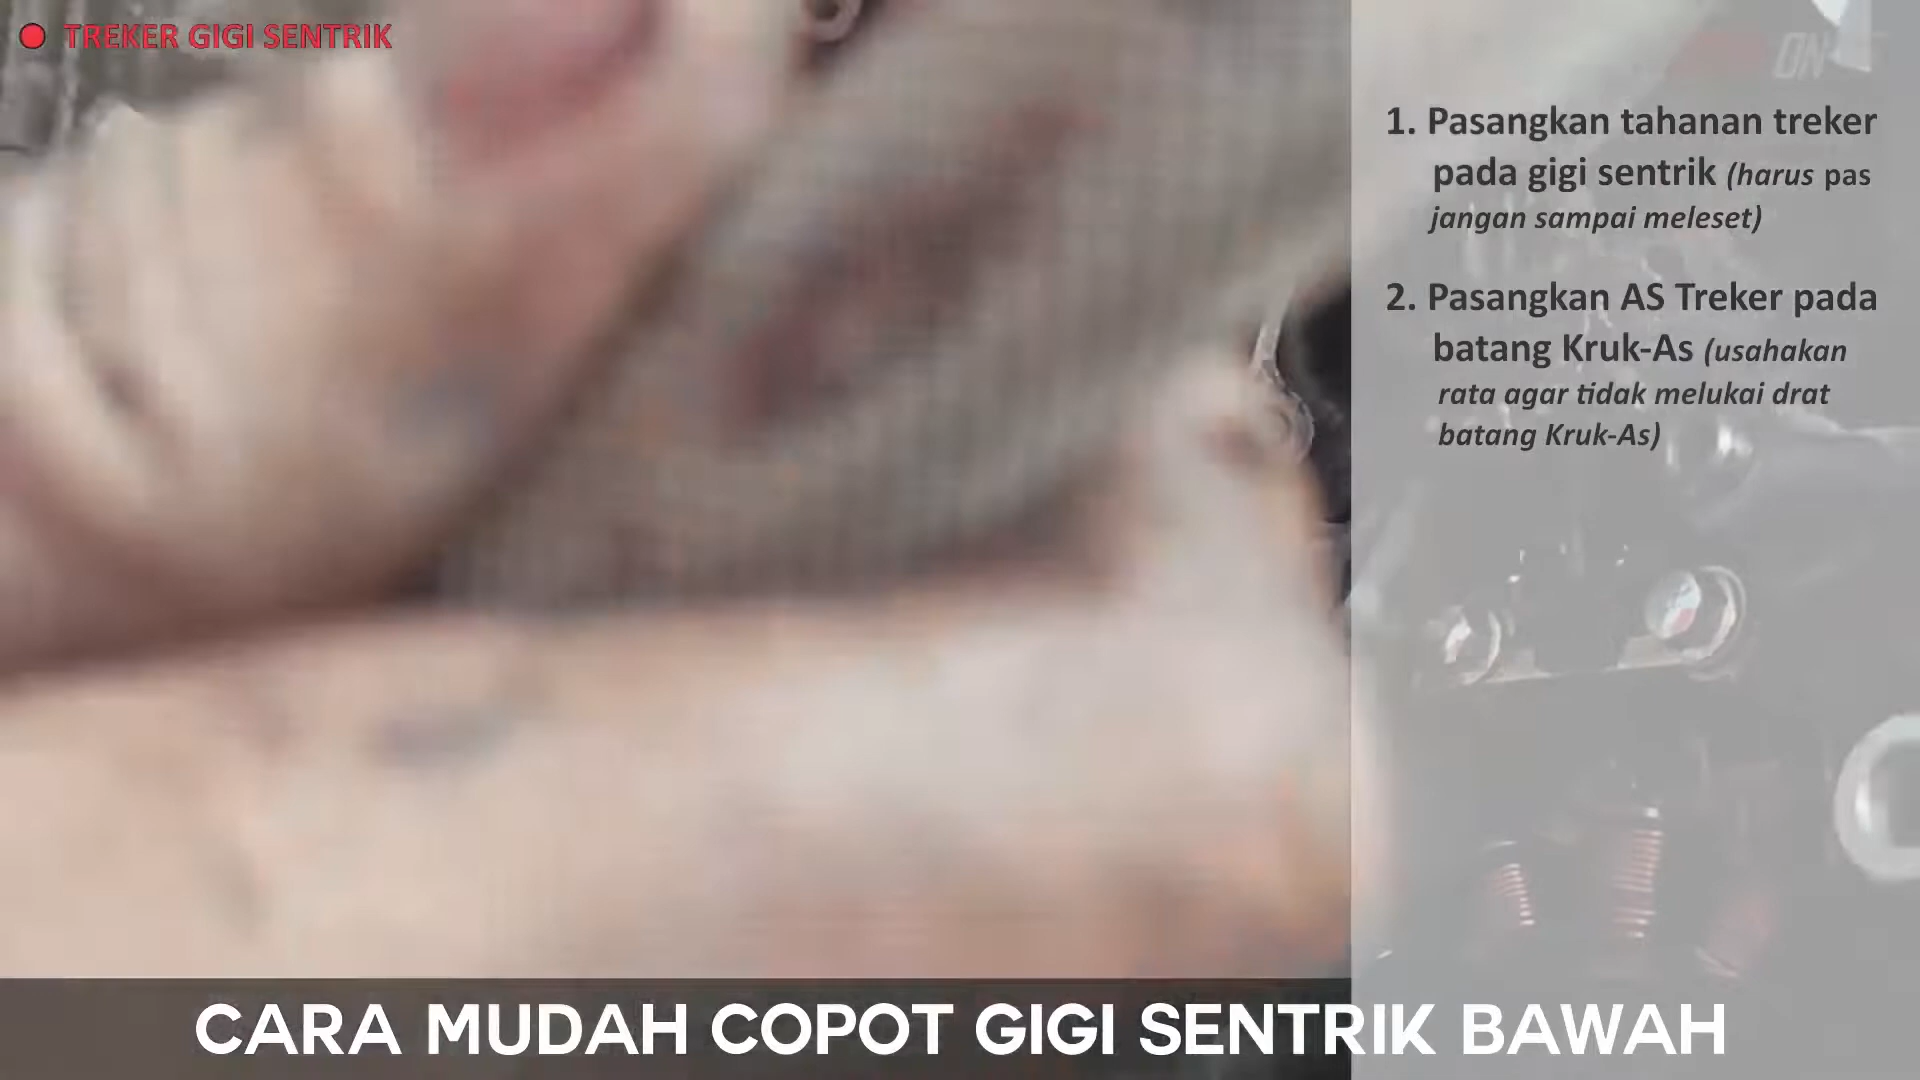 TREKER GIGI SENTRIK
ON
1. Pasangkan tahanan treker
pada gigi sentrik (harus pas
jangan sampai meleset)
2. Pasangkan AS Treker pada
batang Kruk-As (usahakan
rata agar tidak melukai drat
batang Kruk-As)
CARA MUDAH COPOT GIGI SENTRIK BAWAH